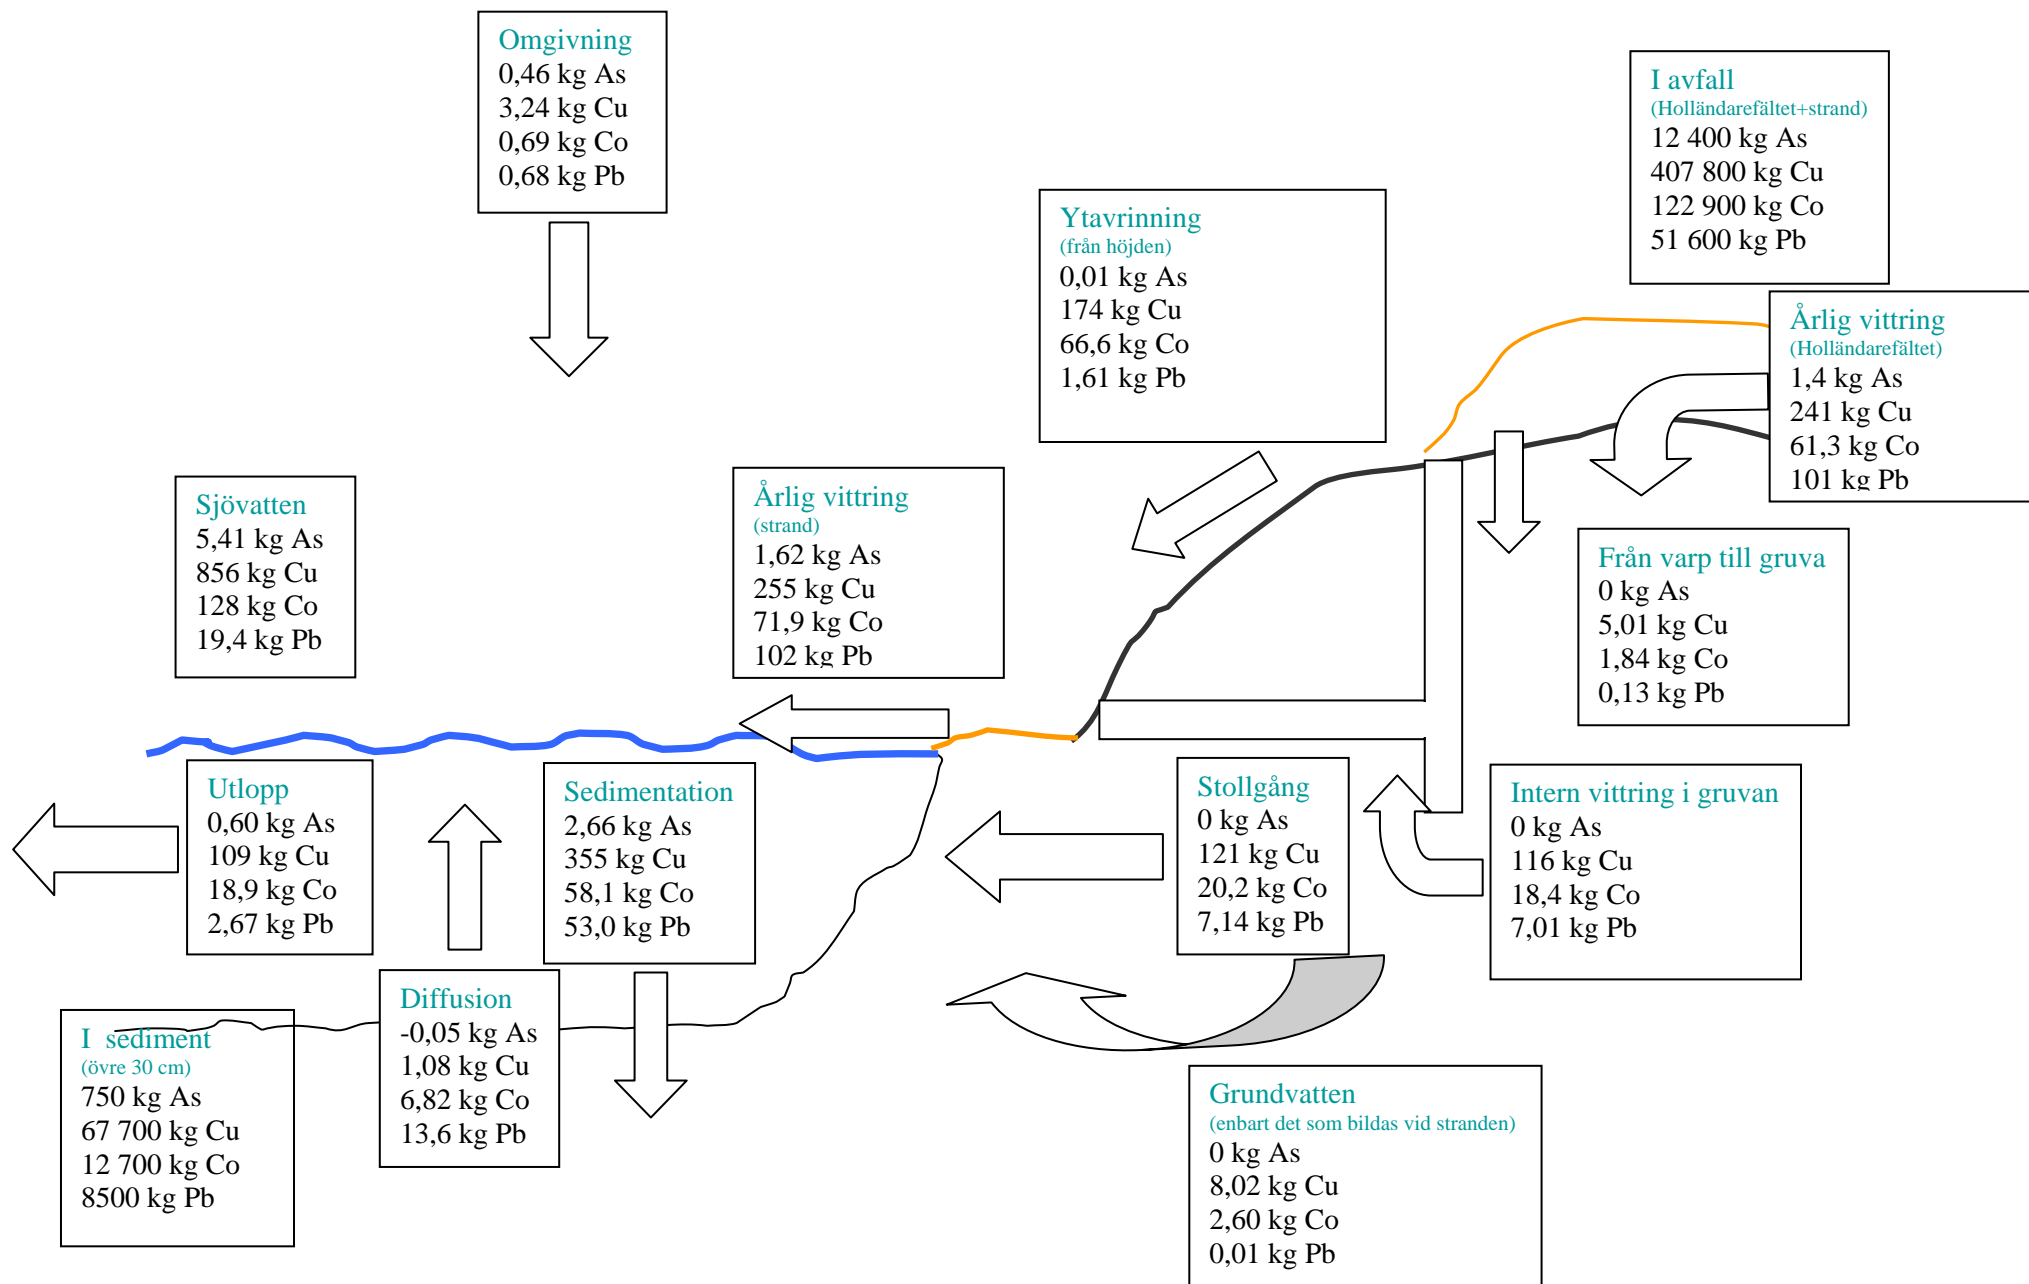 Omgivning
0,46 kg As
3,24 kg Cu
0,69 kg Co
0,68 kg Pb
I avfall
(Holländarefältet+strand)
12 400 kg As
407 800 kg Cu
122 900 kg Co
51 600 kg Pb
Ytavrinning
(från höjden)
0,01 kg As
174 kg Cu
66,6 kg Co
1,61 kg Pb
Årlig vittring
(Holländarefältet)
1,4 kg As
241 kg Cu
61,3 kg Co
101 kg Pb
Sjövatten
5,41 kg As
856 kg Cu
128 kg Co
19,4 kg Pb
Årlig vittring
(strand)
1,62 kg As
255 kg Cu
71,9 kg Co
102 kg Pb
Från varp till gruva
0 kg As
5,01 kg Cu
1,84 kg Co
0,13 kg Pb
Utlopp
0,60 kg As
109 kg Cu
18,9 kg Co
2,67 kg Pb
Sedimentation
2,66 kg As
355 kg Cu
58,1 kg Co
53,0 kg Pb
Stollgång
0 kg As
121 kg Cu
20,2 kg Co
7,14 kg Pb
Intern vittring i gruvan
0 kg As
116 kg Cu
18,4 kg Co
7,01 kg Pb
I sediment
(övre 30 cm)
750 kg As
67 700 kg Cu
12 700 kg Co
8500 kg Pb
Diffusion
-0,05 kg As
1,08 kg Cu
6,82 kg Co
13,6 kg Pb
Grundvatten
(enbart det som bildas vid stranden)
0 kg As
8,02 kg Cu
2,60 kg Co
0,01 kg Pb